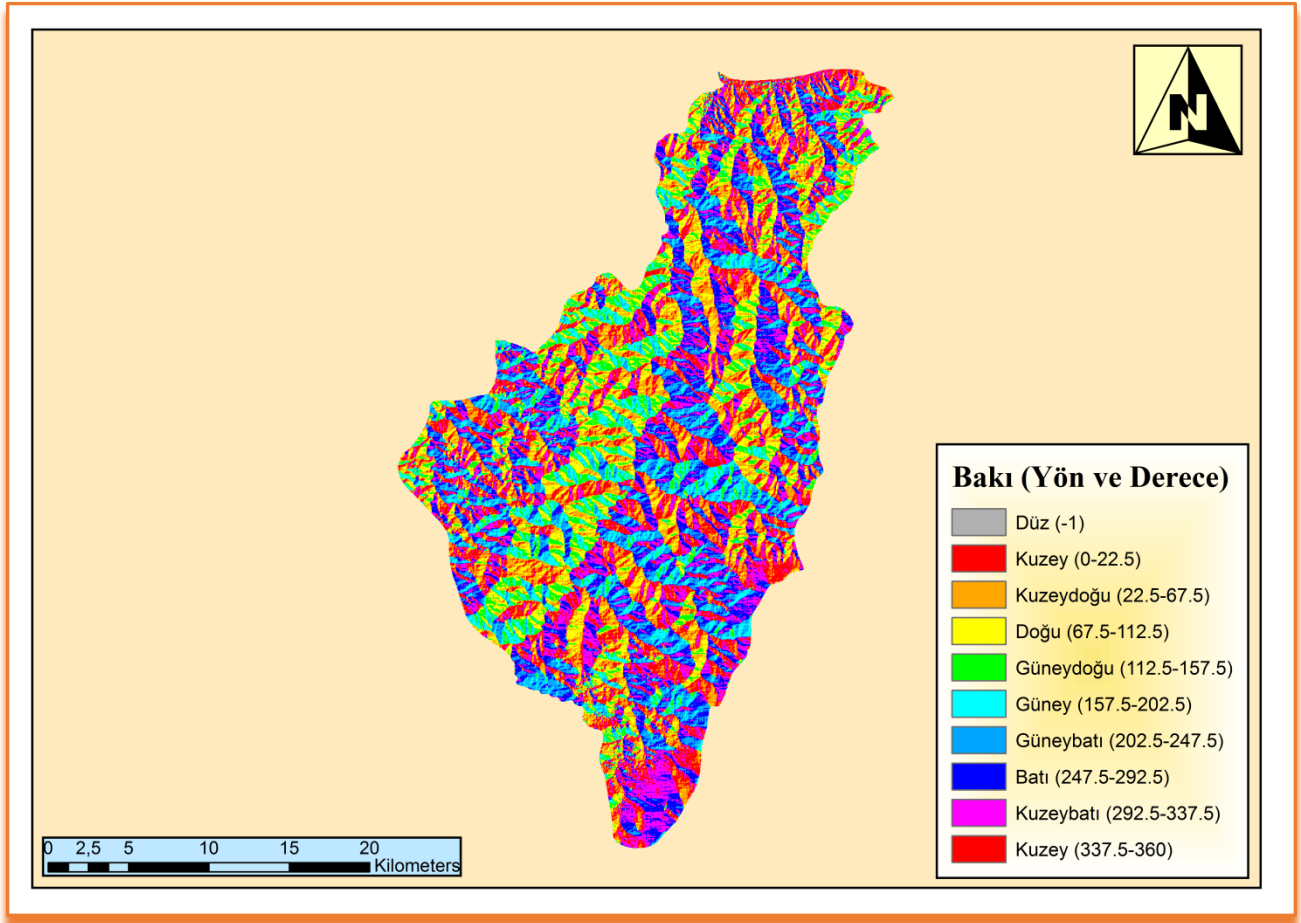 N
Bakı (Yön ve Derece)
Düz (-1)
Kuzey (0-22.5)
Kuzeydoğu (22.5-67.5)
Doğu (67.5-112.5)
Güneydoğu (112.5-157.5)
Güney (157.5-202.5)
Güneybatı (202.5-247.5)
Batı (247.5-292.5)
Kuzeybatı (292.5-337.5)
Kuzey (337.5-360)
0 2,5 5 10 15 20
Kilometers